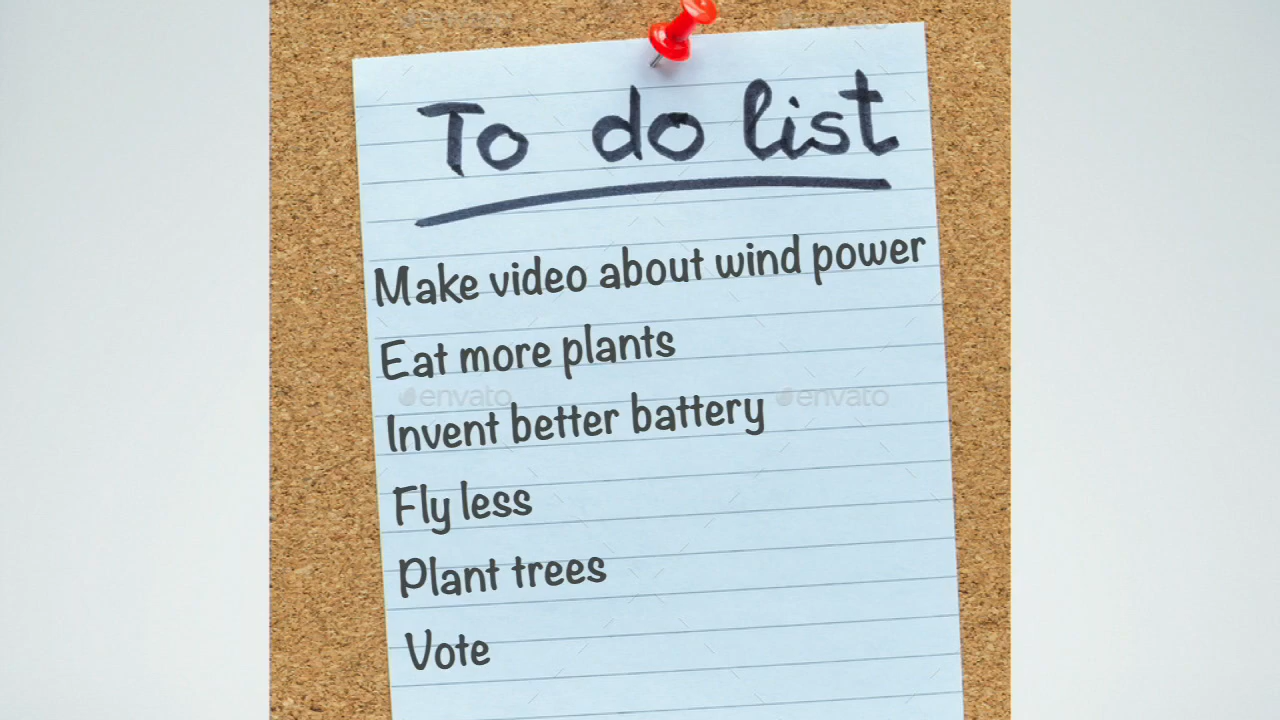 To do list
Make video about wind power
Eat more plants
envato envato
Invent better battery
Fly less
Plant trees
Vote